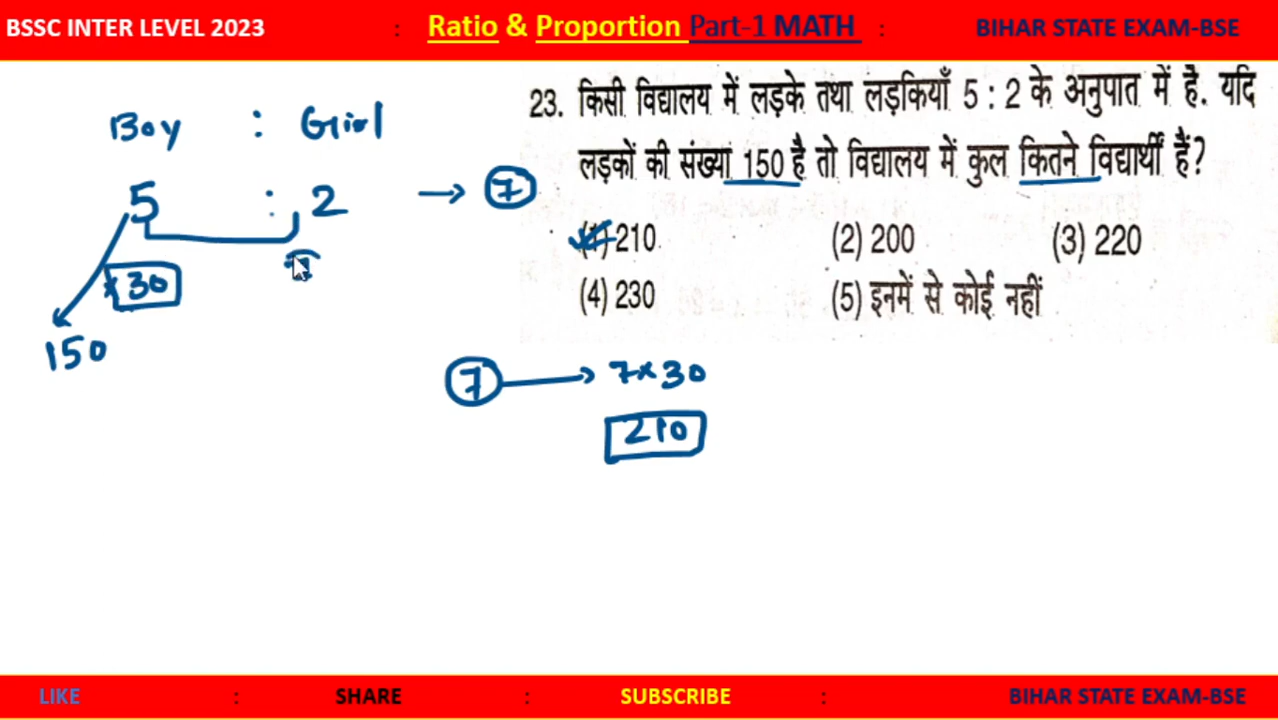 BSSC INTER LEVEL 2023 : Ratio & Proportion Part-1 MATH : BIHAR STATE EXAM-BSE
23. किसी विद्यालय में लड़के तथा लड़कियाँ 5 : 2 के अनुपात में है. यदि
लड़कों की संख्यां 150 है तो विद्यालय में कुल कितने विद्यार्थी हैं?
(1) 210 (2) 200 (3) 220
(4) 230 (5) इनमें से कोई नहीं
Boy : Girl
5 : 2 → 7
×30
150
7 → 7×30
210
LIKE : SHARE : SUBSCRIBE : BIHAR STATE EXAM-BSE